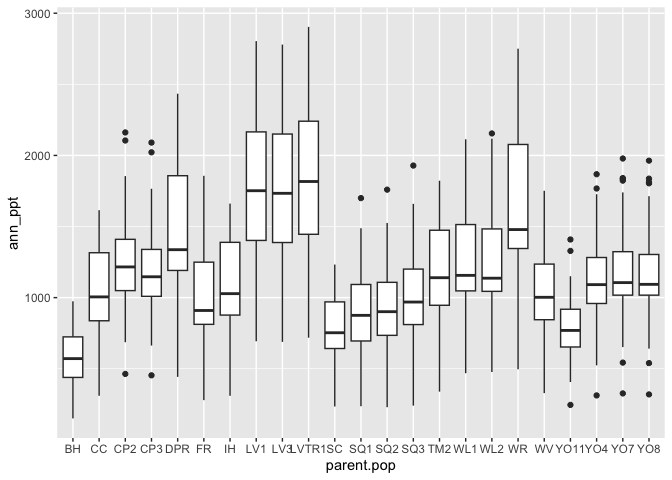 3000
2000
1000
ann_ppt
BH CC CP2 CP3 DPR FR IH LV1 LV3 LVTR1 SC SQ1 SQ2 SQ3 TM2 WL1 WL2 WR WV YO11 YO4 YO7 YO8
parent.pop